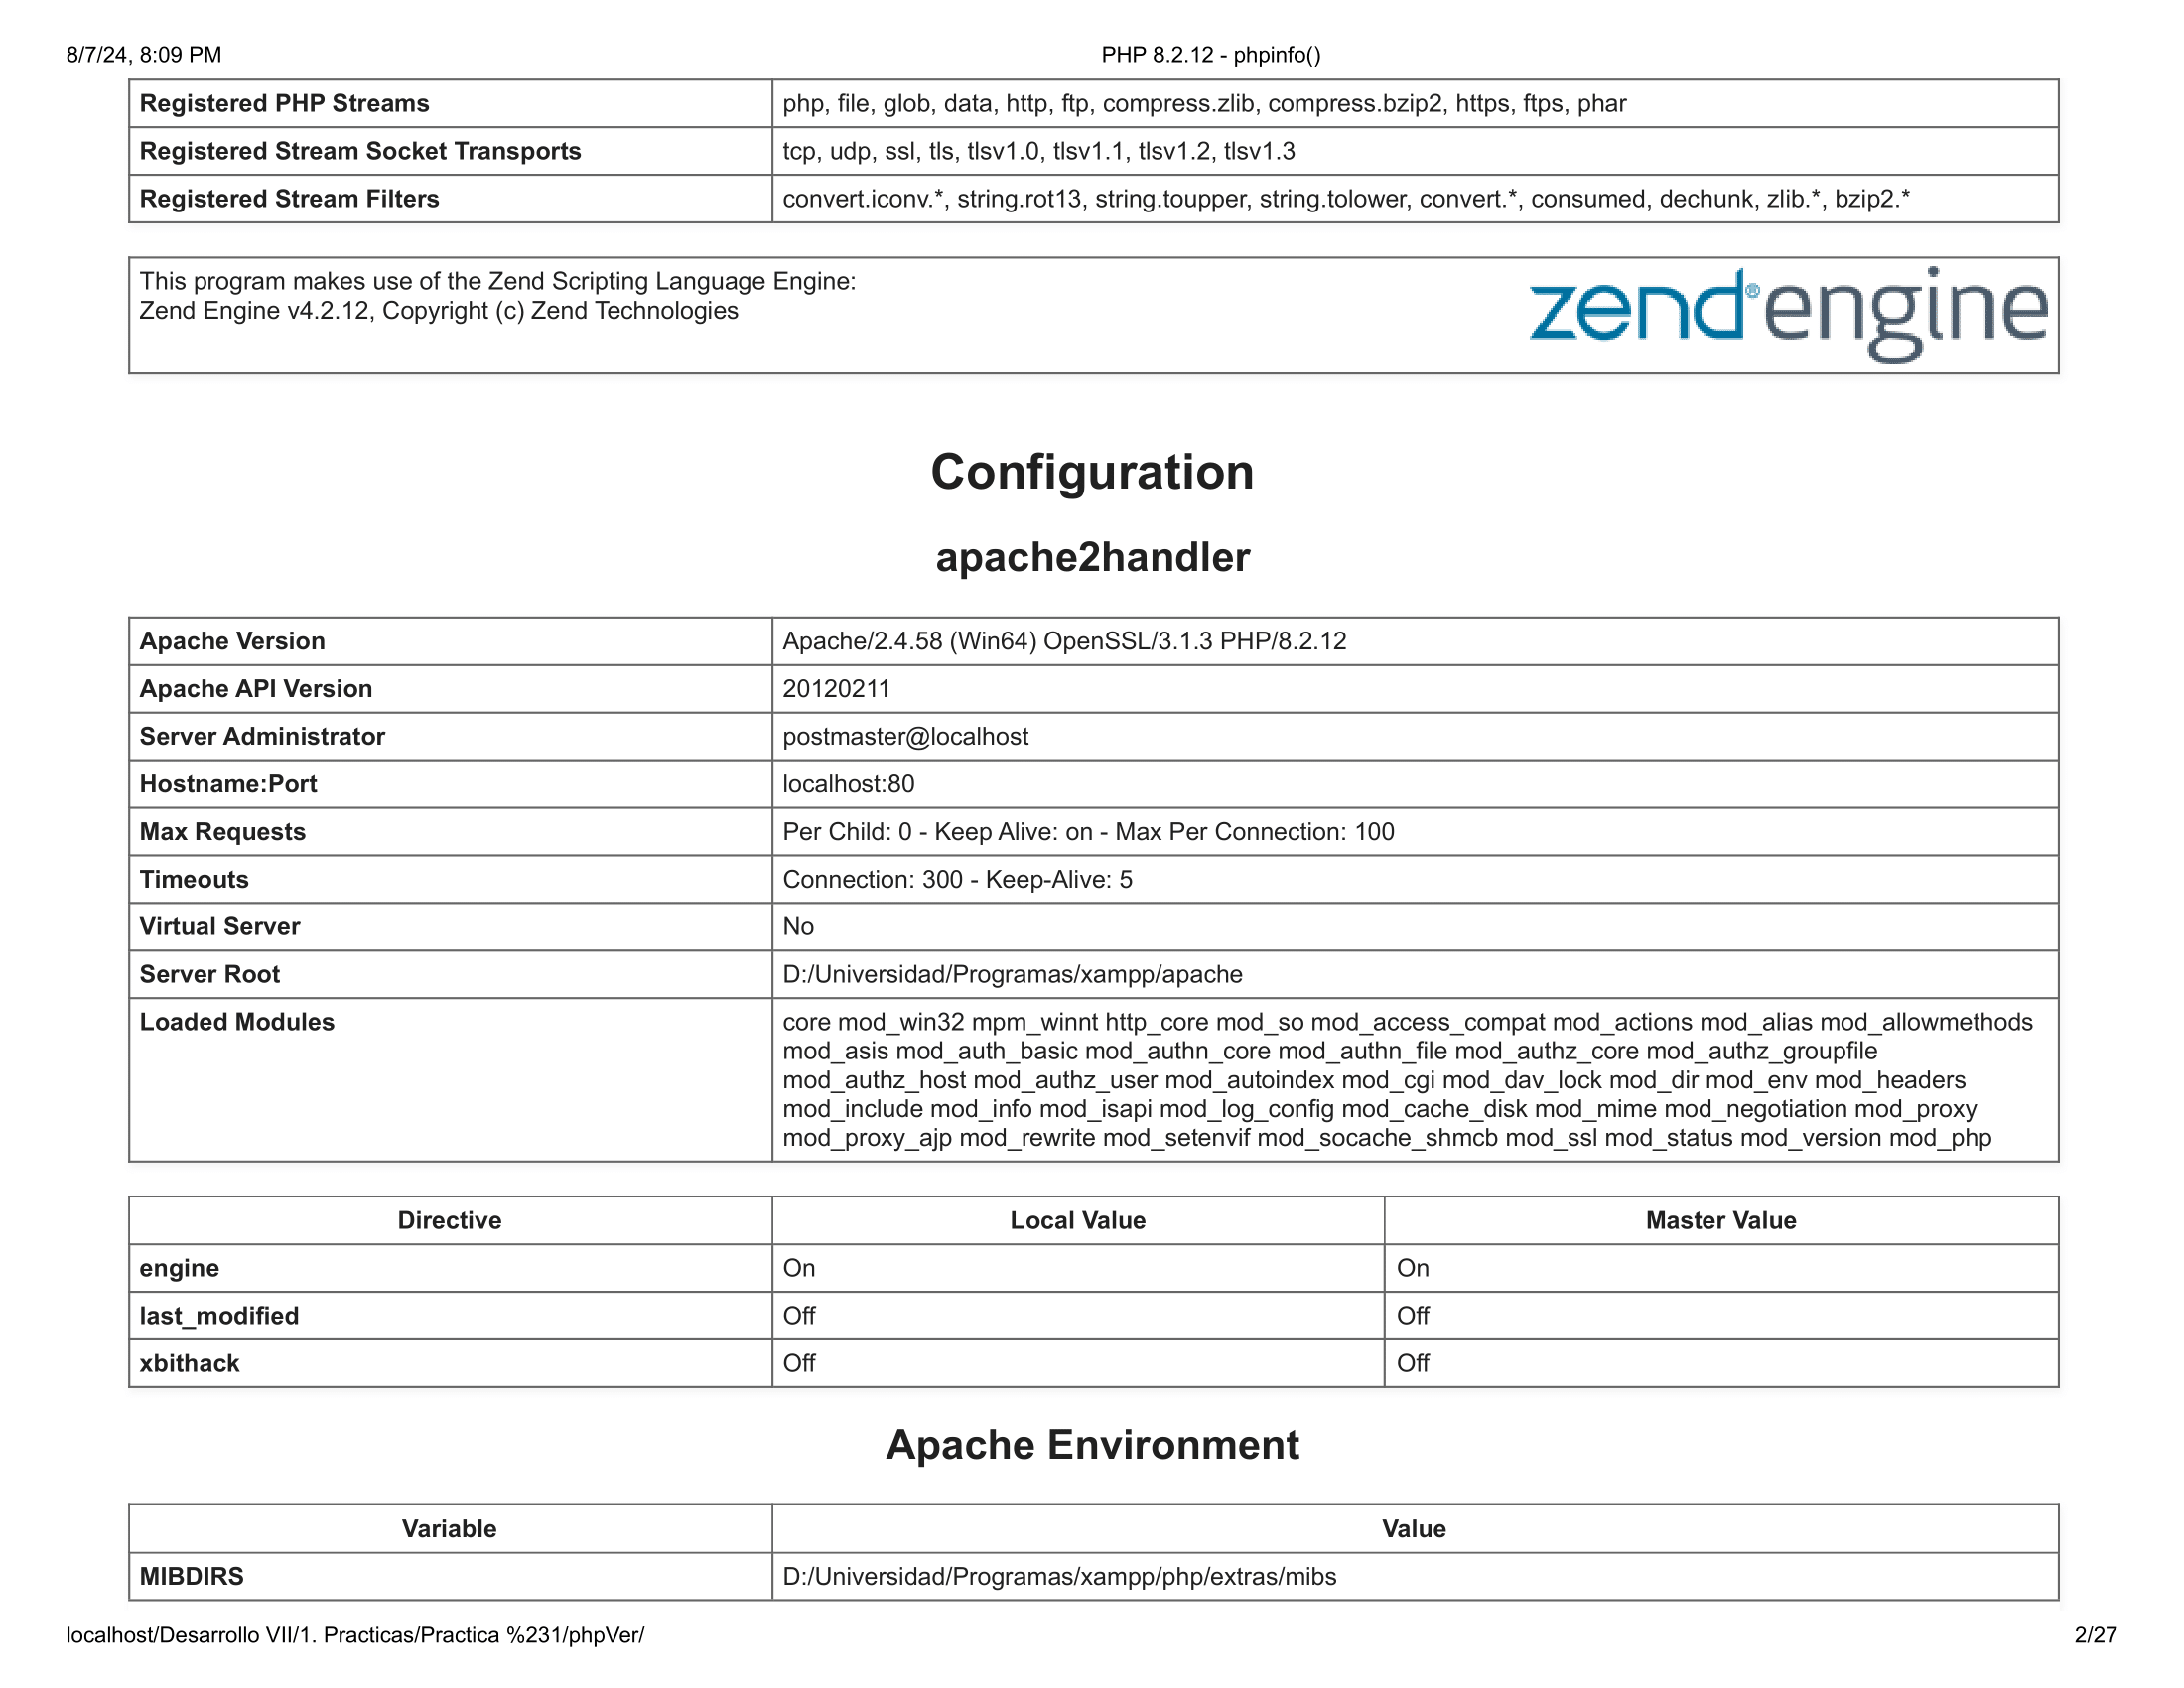 8/7/24, 8:09 PM PHP 8.2.12 - phpinfo()
Registered PHP Streams php, file, glob, data, http, ftp, compress.zlib, compress.bzip2, https, ftps, phar
Registered Stream Socket Transports tcp, udp, ssl, tls, tlsv1.0, tlsv1.1, tlsv1.2, tlsv1.3
Registered Stream Filters convert.iconv.*, string.rot13, string.toupper, string.tolower, convert.*, consumed, dechunk, zlib.*, bzip2.*
This program makes use of the Zend Scripting Language Engine:
Zend Engine v4.2.12, Copyright (c) Zend Technologies
zend®engine
Configuration
apache2handler
Apache Version Apache/2.4.58 (Win64) OpenSSL/3.1.3 PHP/8.2.12
Apache API Version 20120211
Server Administrator postmaster@localhost
Hostname:Port localhost:80
Max Requests Per Child: 0 - Keep Alive: on - Max Per Connection: 100
Timeouts Connection: 300 - Keep-Alive: 5
Virtual Server No
Server Root D:/Universidad/Programas/xampp/apache
Loaded Modules core mod_win32 mpm_winnt http_core mod_so mod_access_compat mod_actions mod_alias mod_allowmethods
mod_asis mod_auth_basic mod_authn_core mod_authn_file mod_authz_core mod_authz_groupfile
mod_authz_host mod_authz_user mod_autoindex mod_cgi mod_dav_lock mod_dir mod_env mod_headers
mod_include mod_info mod_isapi mod_log_config mod_cache_disk mod_mime mod_negotiation mod_proxy
mod_proxy_ajp mod_rewrite mod_setenvif mod_socache_shmcb mod_ssl mod_status mod_version mod_php
Directive Local Value Master Value
engine On On
last_modified Off Off
xbithack Off Off
Apache Environment
Variable Value
MIBDIRS D:/Universidad/Programas/xampp/php/extras/mibs
localhost/Desarrollo VII/1. Practicas/Practica %231/phpVer/ 2/27